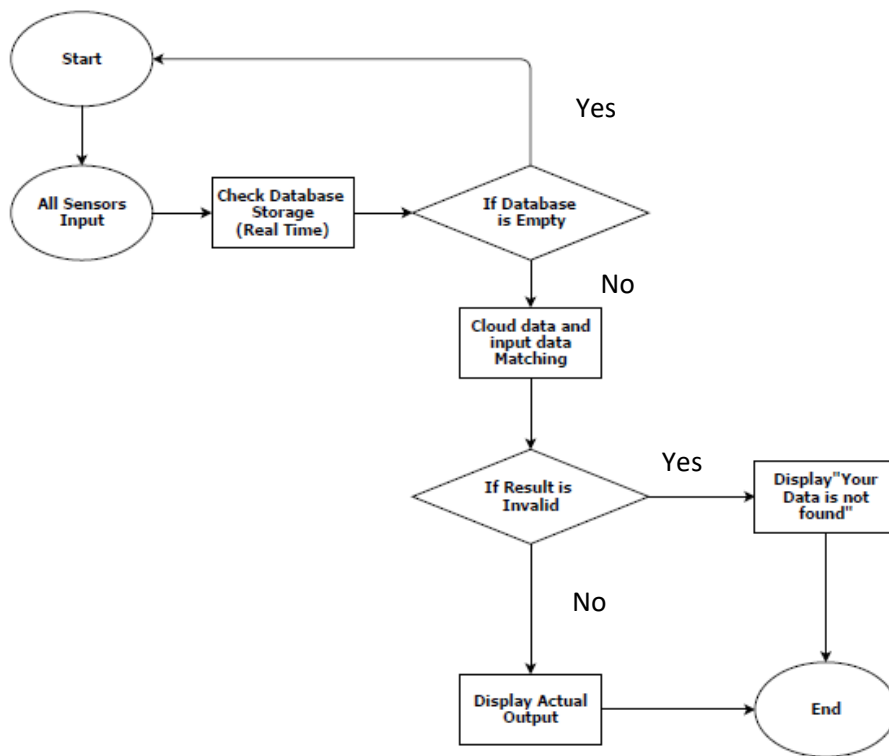 Start
Yes
All Sensors
Input
Check Database
Storage
(Real Time)
If Database
is Empty
No
Cloud data and
input data
Matching
If Result is
Invalid
Yes
Display"Your
Data is not
found"
No
Display Actual
Output
End